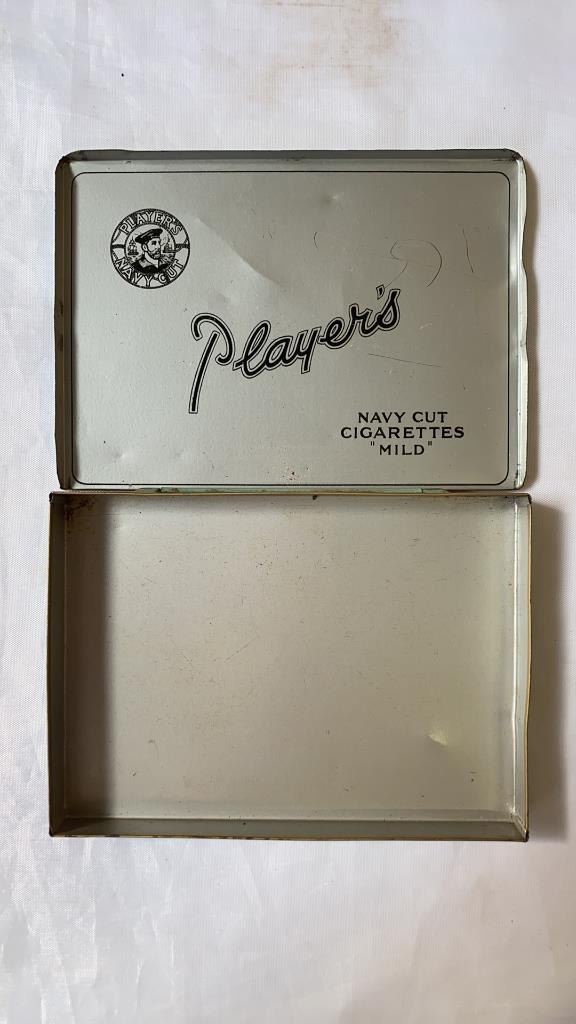 PLAYER'S
NAVY CUT
Player's
NAVY CUT
CIGARETTES
"MILD"